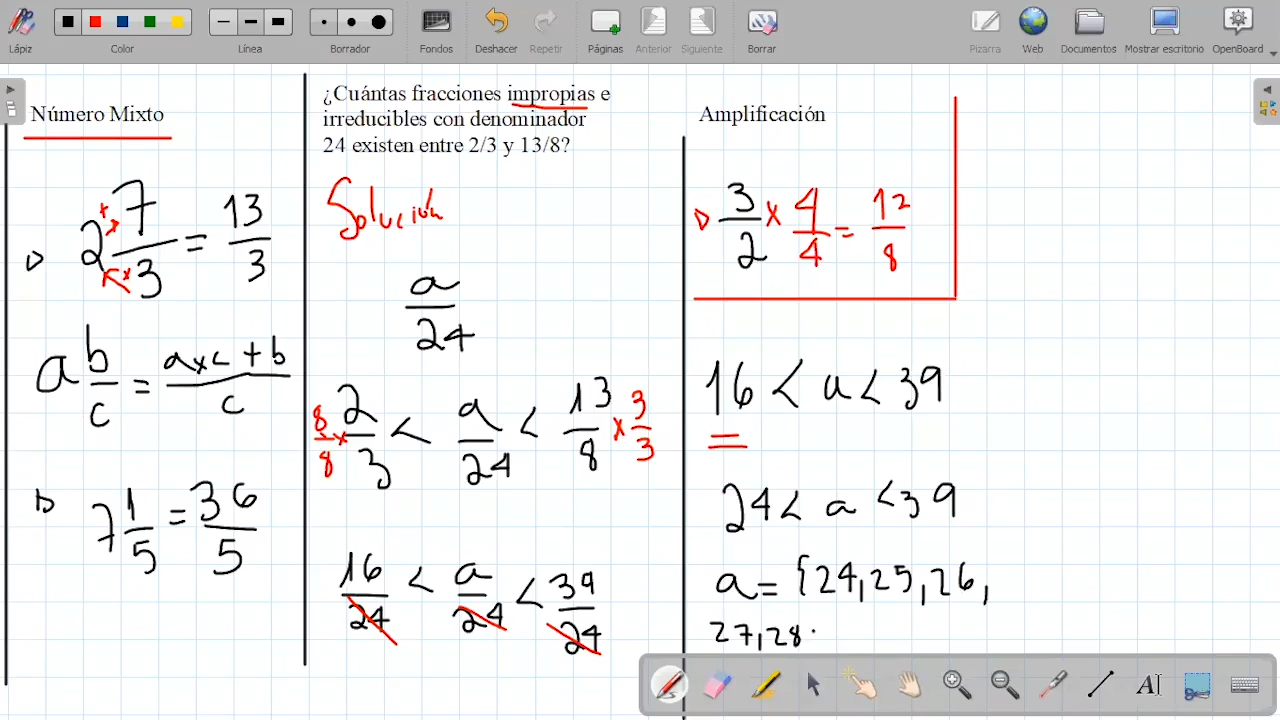 Lápiz Color Línea Borrador Fondos Deshacer Repetir Páginas Anterior Siguiente Borrar Pizarra Web Documentos Mostrar escritorio OpenBoard
Número Mixto
2 7/3 = 13/3
a b/c = axc + b/c
7 1/5 = 36/5
¿Cuántas fracciones impropias e
irreducibles con denominador
24 existen entre 2/3 y 13/8?
Solución
a/24
8/8 x 2/3 < a/24 < 13/8 x 3/3
16/24 < a/24 < 39/24
Amplificación
3/2 x 4/4 = 12/8
16 < a < 39
24 < a < 39
a = {24, 25, 26,
27, 28